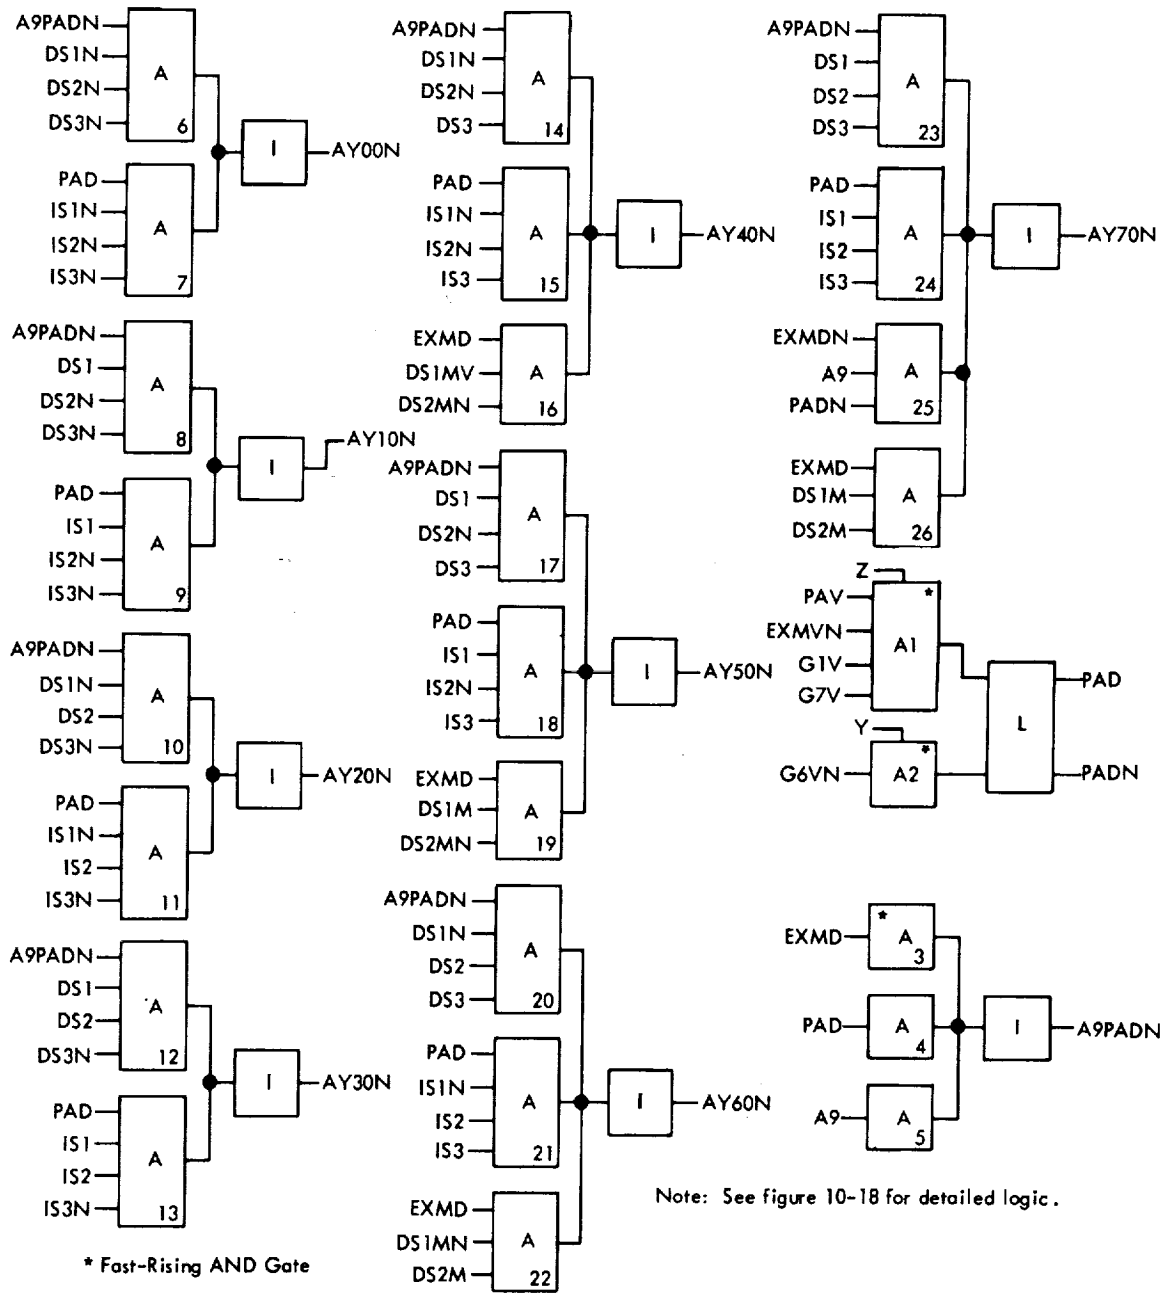 A9PADN
DS1N
DS2N
DS3N
A
6
PAD
IS1N
IS2N
IS3N
A
7
I
AY00N
A9PADN
DS1
DS2N
DS3N
A
8
PAD
IS1
IS2N
IS3N
A
9
I
AY10N
A9PADN
DS1N
DS2
DS3N
A
10
PAD
IS1N
IS2
IS3N
A
11
I
AY20N
A9PADN
DS1
DS2
DS3N
A
12
PAD
IS1
IS2
IS3N
A
13
I
AY30N
* Fast-Rising AND Gate
A9PADN
DS1N
DS2N
DS3
A
14
PAD
IS1N
IS2N
IS3
A
15
EXMD
DS1MV
DS2MN
A
16
I
AY40N
A9PADN
DS1
DS2N
DS3
A
17
PAD
IS1
IS2N
IS3
A
18
EXMD
DS1M
DS2MN
A
19
I
AY50N
A9PADN
DS1N
DS2
DS3
A
20
PAD
IS1N
IS2
IS3
A
21
EXMD
DS1MN
DS2M
A
22
I
AY60N
A9PADN
DS1
DS2
DS3
A
23
PAD
IS1
IS2
IS3
A
24
EXMDN
A9
PADN
A
25
EXMD
DS1M
DS2M
A
26
I
AY70N
Z
PAV
EXMVN
G1V
G7V
*
A1
Y
G6VN
*
A2
L
PAD
PADN
EXMD
*
A
3
PAD
A
4
A9
A
5
I
A9PADN
Note: See figure 10-18 for detailed logic.